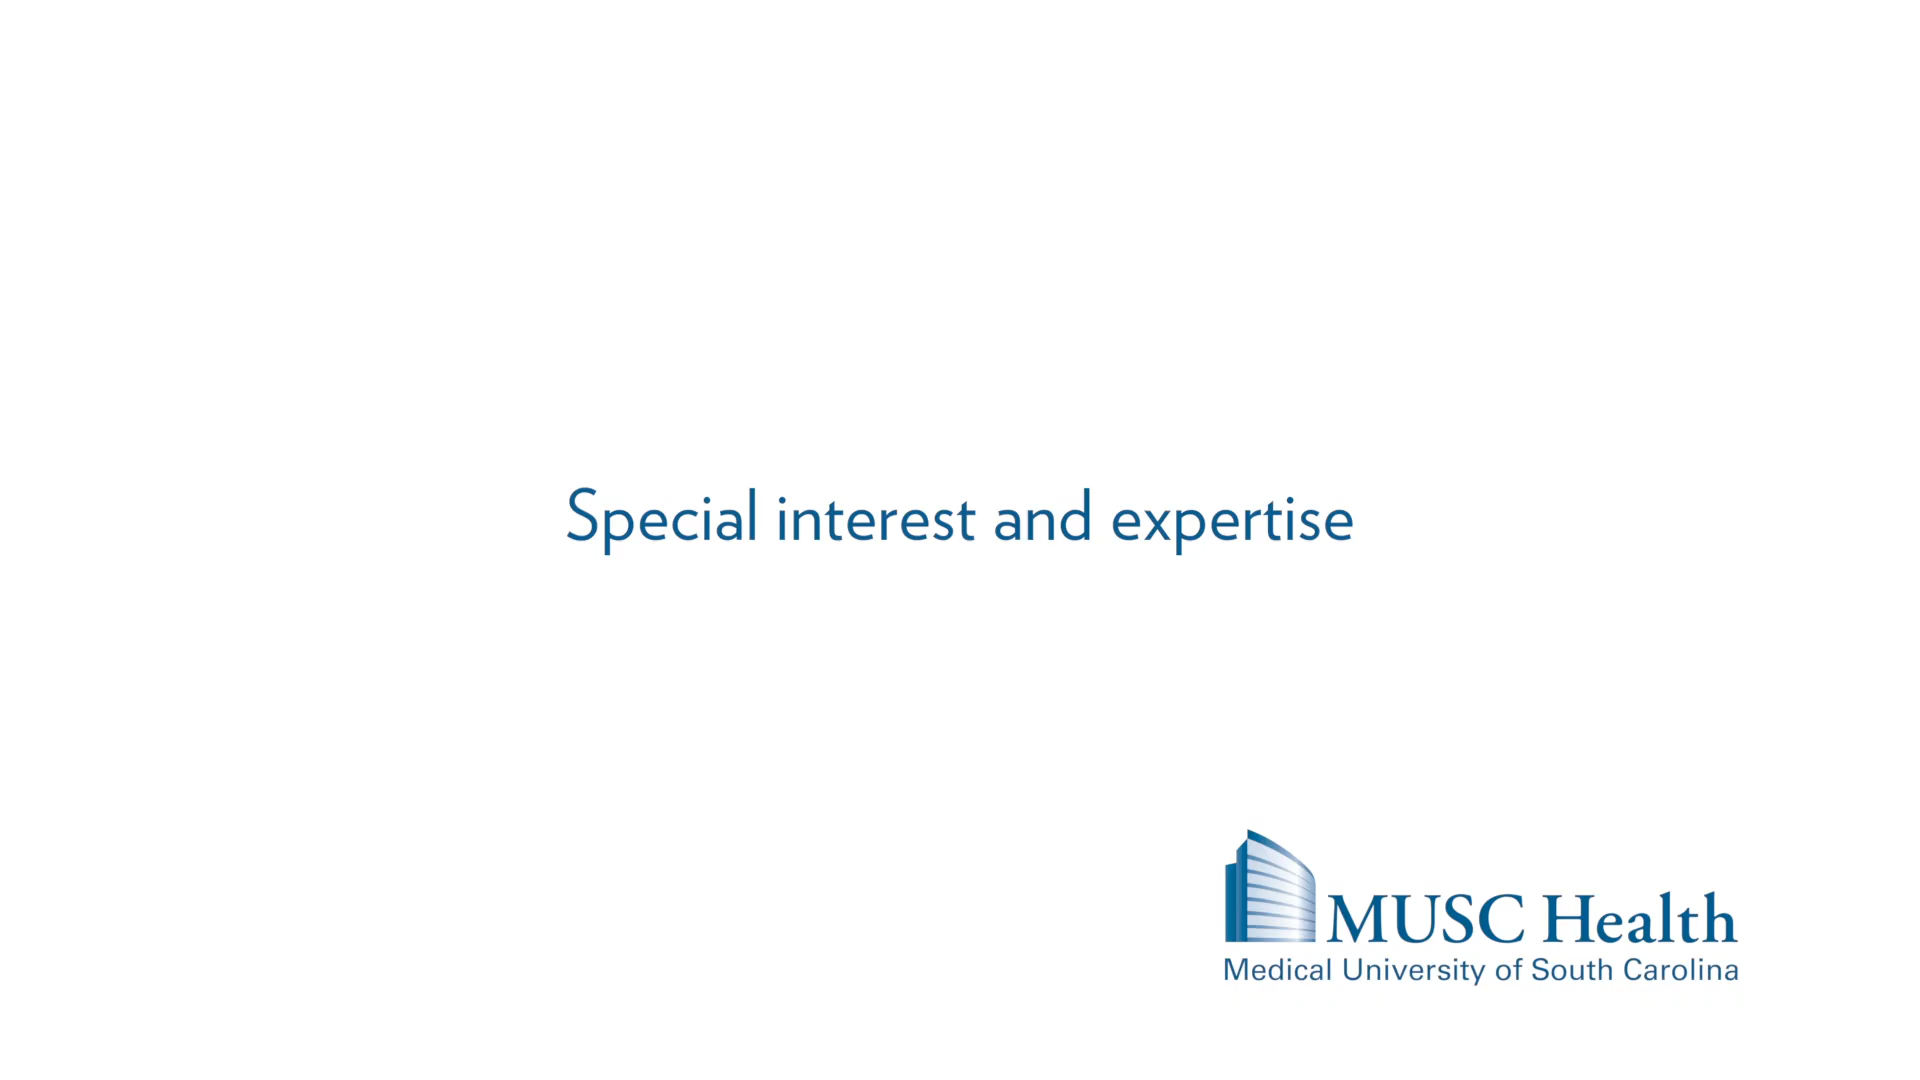 Special interest and expertise
MUSC Health
Medical University of South Carolina